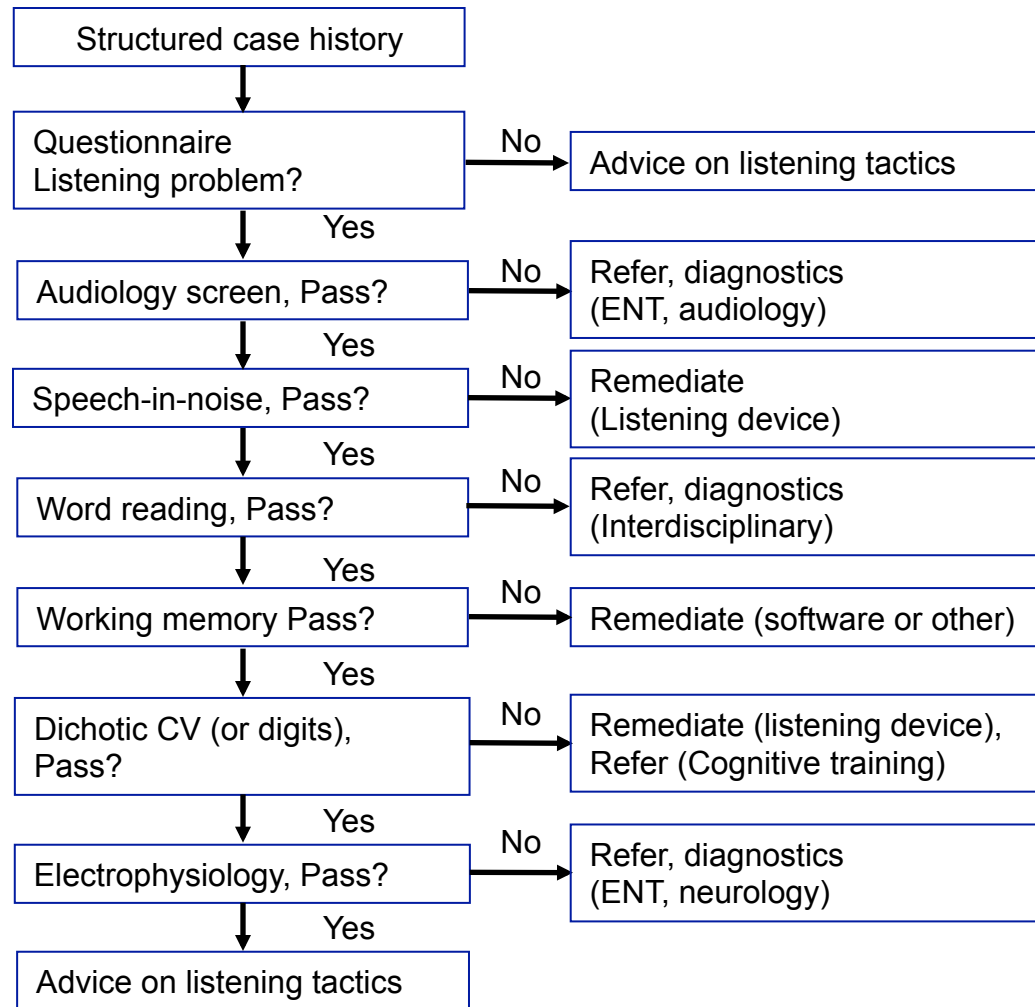 Structured case history
Questionnaire
Listening problem?
No
Advice on listening tactics
Yes
Audiology screen, Pass?
No
Refer, diagnostics
(ENT, audiology)
Yes
Speech-in-noise, Pass?
No
Remediate
(Listening device)
Yes
Word reading, Pass?
No
Refer, diagnostics
(Interdisciplinary)
Yes
Working memory Pass?
No
Remediate (software or other)
Yes
Dichotic CV (or digits),
Pass?
No
Remediate (listening device),
Refer (Cognitive training)
Yes
Electrophysiology, Pass?
No
Refer, diagnostics
(ENT, neurology)
Yes
Advice on listening tactics